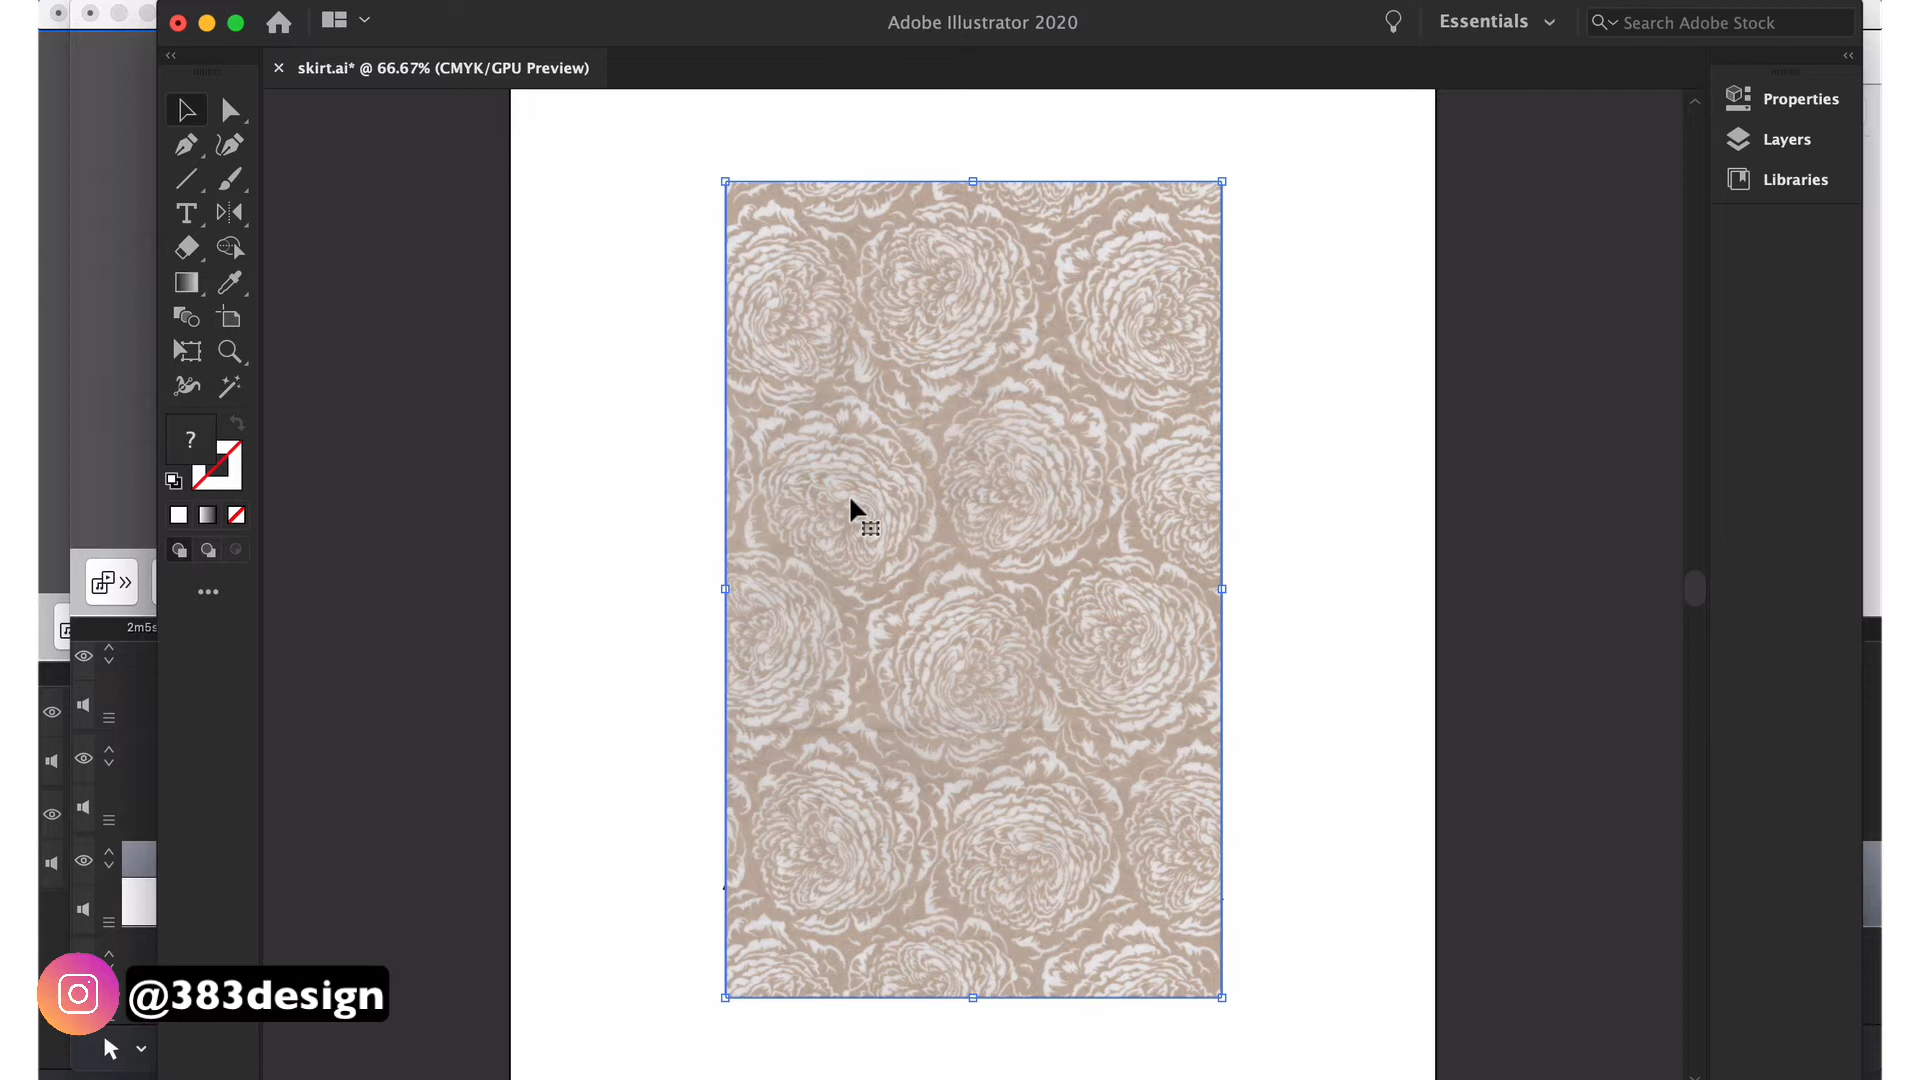 Adobe Illustrator 2020
Essentials
Search Adobe Stock
skirt.ai* @ 66.67% (CMYK/GPU Preview)
Properties
Layers
Libraries
T
?
2m5s
@383design